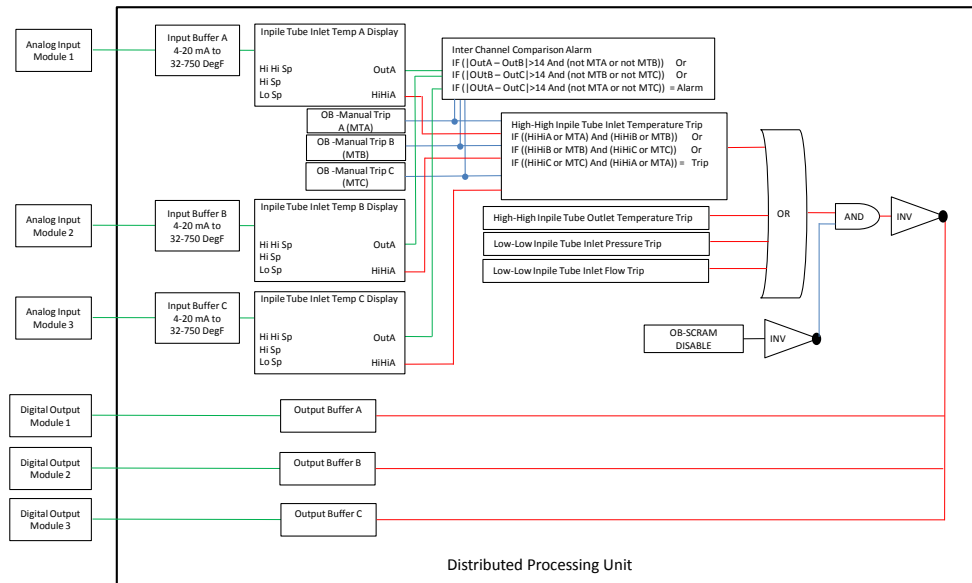 Analog Input
Module 1
Input Buffer A
4-20 mA to
32-750 DegF
Inpile Tube Inlet Temp A Display
Hi Hi Sp
Hi Sp
Lo Sp
OutA
HiHiA
Inter Channel Comparison Alarm
IF (|OutA – OutB|>14 And (not MTA or not MTB)) Or
IF (|OUtB – OutC|>14 And (not MTB or not MTC)) Or
IF (|OUtA – OutC|>14 And (not MTA or not MTC)) = Alarm
OB -Manual Trip
A (MTA)
OB -Manual Trip B
(MTB)
OB -Manual Trip C
(MTC)
High-High Inpile Tube Inlet Temperature Trip
IF ((HiHiA or MTA) And (HiHiB or MTB)) Or
IF ((HiHiB or MTB) And (HiHiC or MTC)) Or
IF ((HiHiC or MTC) And (HiHiA or MTA)) = Trip
Analog Input
Module 2
Input Buffer B
4-20 mA to
32-750 DegF
Inpile Tube Inlet Temp B Display
Hi Hi Sp
Hi Sp
Lo Sp
OutA
HiHiA
High-High Inpile Tube Outlet Temperature Trip
Low-Low Inpile Tube Inlet Pressure Trip
Low-Low Inpile Tube Inlet Flow Trip
OR
AND
INV
Analog Input
Module 3
Input Buffer C
4-20 mA to
32-750 DegF
Inpile Tube Inlet Temp C Display
Hi Hi Sp
Hi Sp
Lo Sp
OutA
HiHiA
OB-SCRAM
DISABLE
INV
Digital Output
Module 1
Output Buffer A
Digital Output
Module 2
Output Buffer B
Digital Output
Module 3
Output Buffer C
Distributed Processing Unit